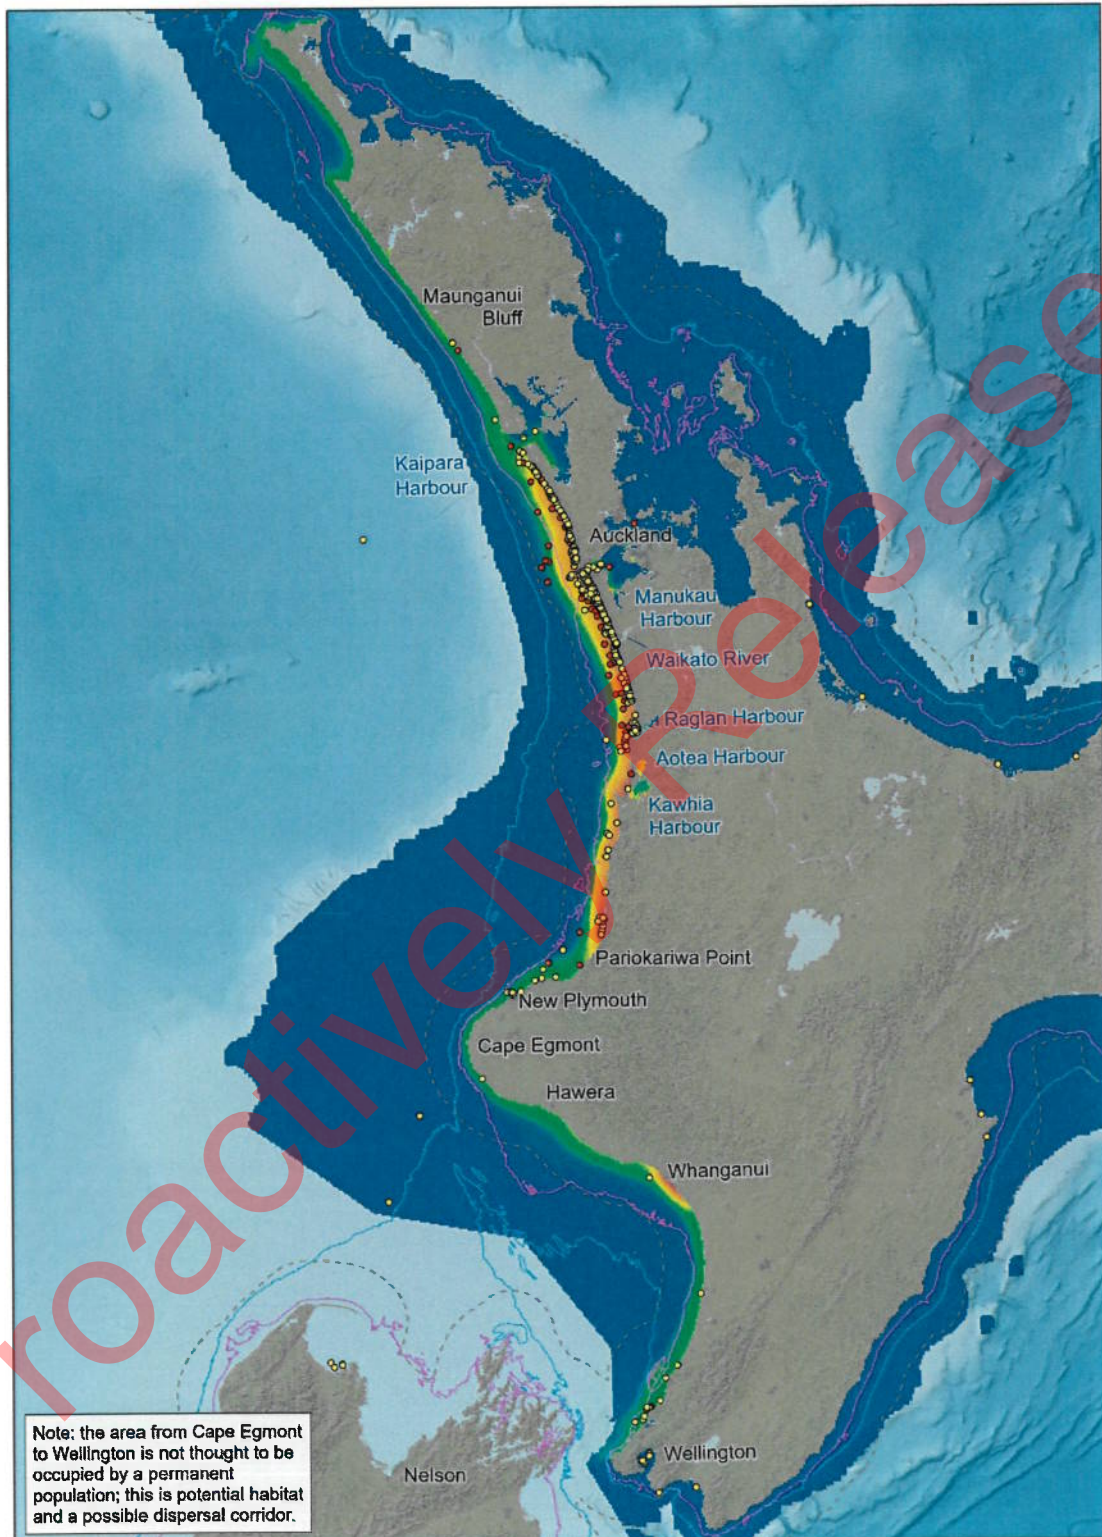 Maunganui
Bluff
Kaipara
Harbour
Auckland
Manukau
Harbour
Waikato River
Raglan Harbour
Aotea Harbour
Kawhia
Harbour
Pariokariwa Point
New Plymouth
Cape Egmont
Hawera
Whanganui
Wellington
Nelson
Note: the area from Cape Egmont
to Wellington is not thought to be
occupied by a permanent
population; this is potential habitat
and a possible dispersal corridor.
roactively Release